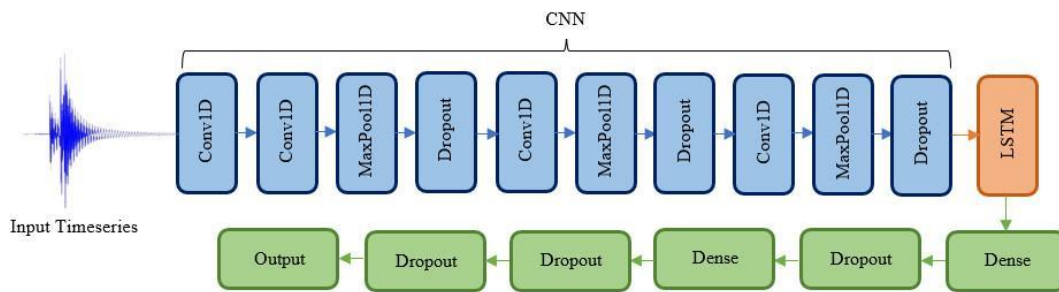 CNN
Conv1D
Conv1D
MaxPool1D
Dropout
Conv1D
MaxPool1D
Dropout
Conv1D
MaxPool1D
Dropout
LSTM
Input Timeseries
Output
Dropout
Dropout
Dense
Dropout
Dense